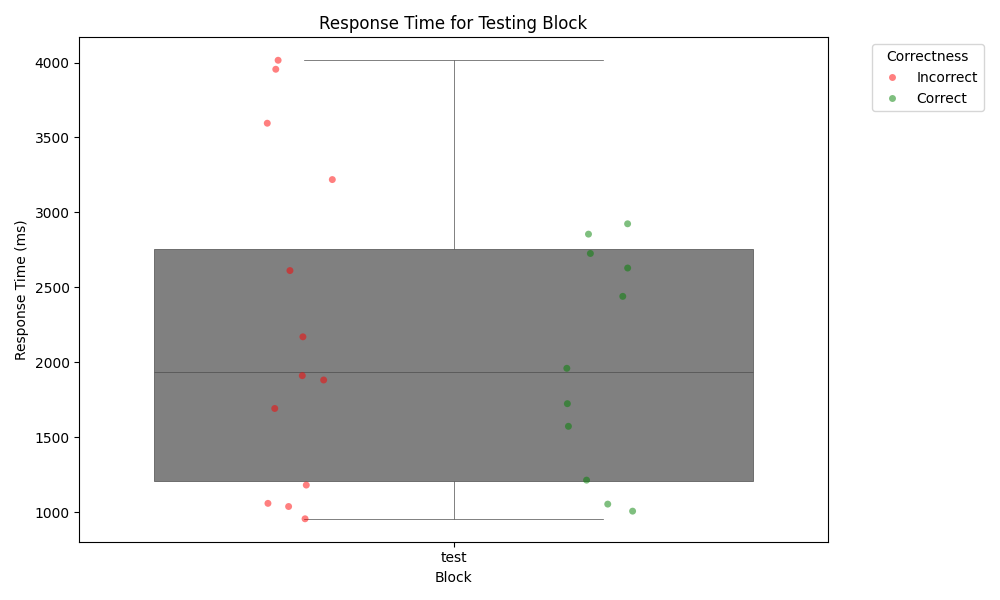 Response Time for Testing Block
Correctness
Incorrect
Correct
Response Time (ms)
4000
3500
3000
2500
2000
1500
1000
test
Block